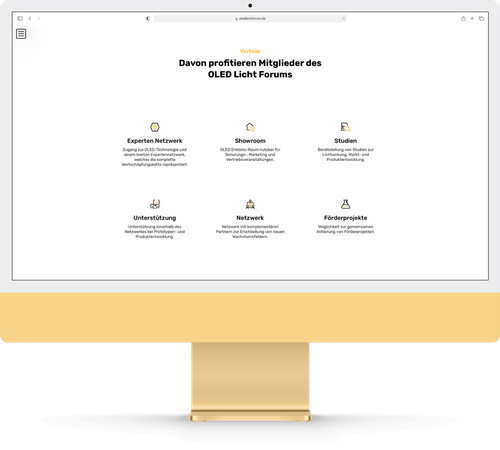 oledlichtforum.de
Vorteile
Davon profitieren Mitglieder des
OLED Licht Forums
Experten Netzwerk
Zugang zur OLED-Technologie und
einem breiten Expertennetzwerk,
welches die komplette
Wertschöpfungskette repräsentiert
Showroom
OLED Erlebnis-Raum nutzbar für
Schulungs-, Marketing und
Vertriebsveranstaltungen.
Studien
Bereitstellung von Studien zur
Lichtwirkung, Markt- und
Produktentwicklung.
Unterstützung
Unterstützung innerhalb des
Netzwerkes bei Prototypen- und
Produktentwicklung.
Netzwerk
Netzwerk mit komplementären
Partnern zur Erschließung von neuen
Wachstumsfeldern.
Förderprojekte
Möglichkeit zur gemeinsamen
Initiierung von Förderprojekten.